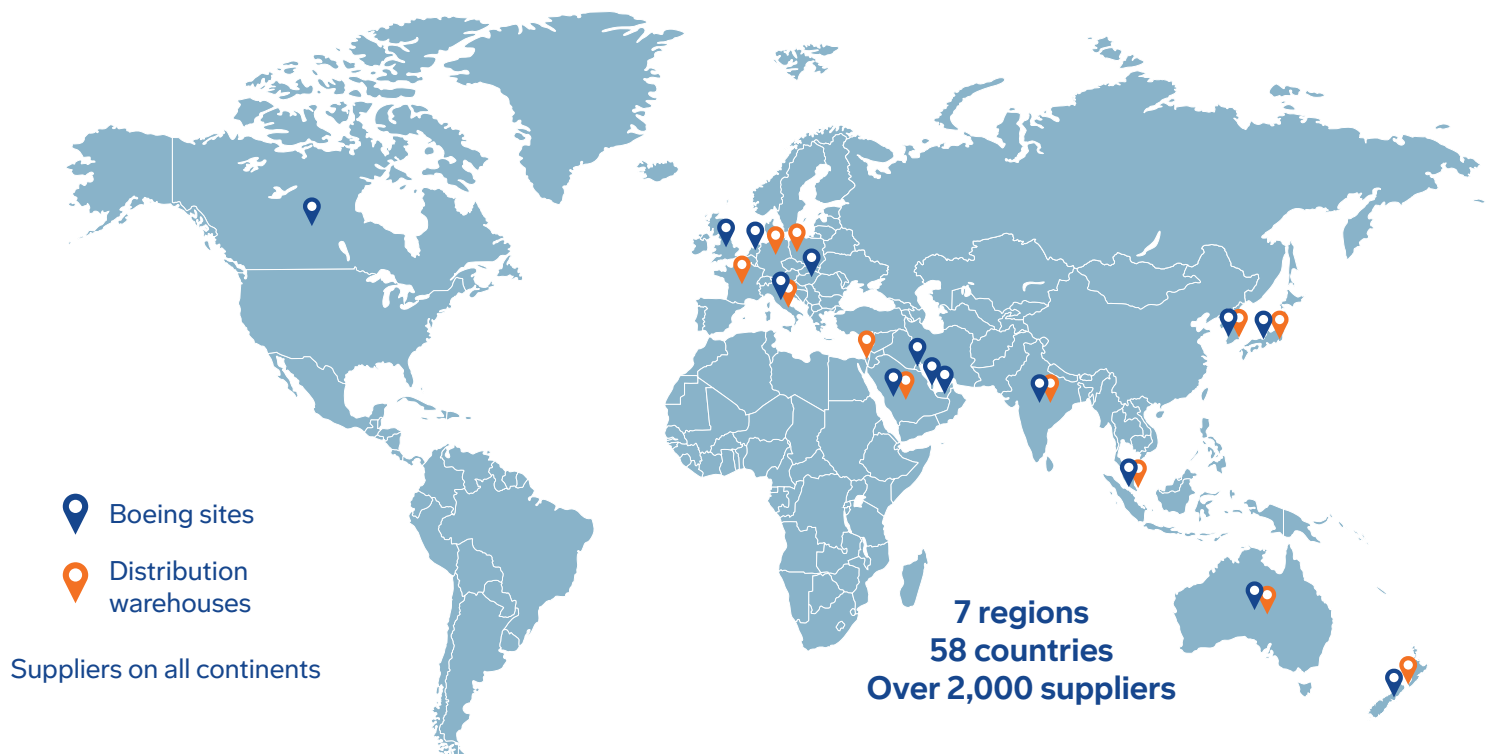 Boeing sites
Distribution
warehouses
Suppliers on all continents
7 regions
58 countries
Over 2,000 suppliers